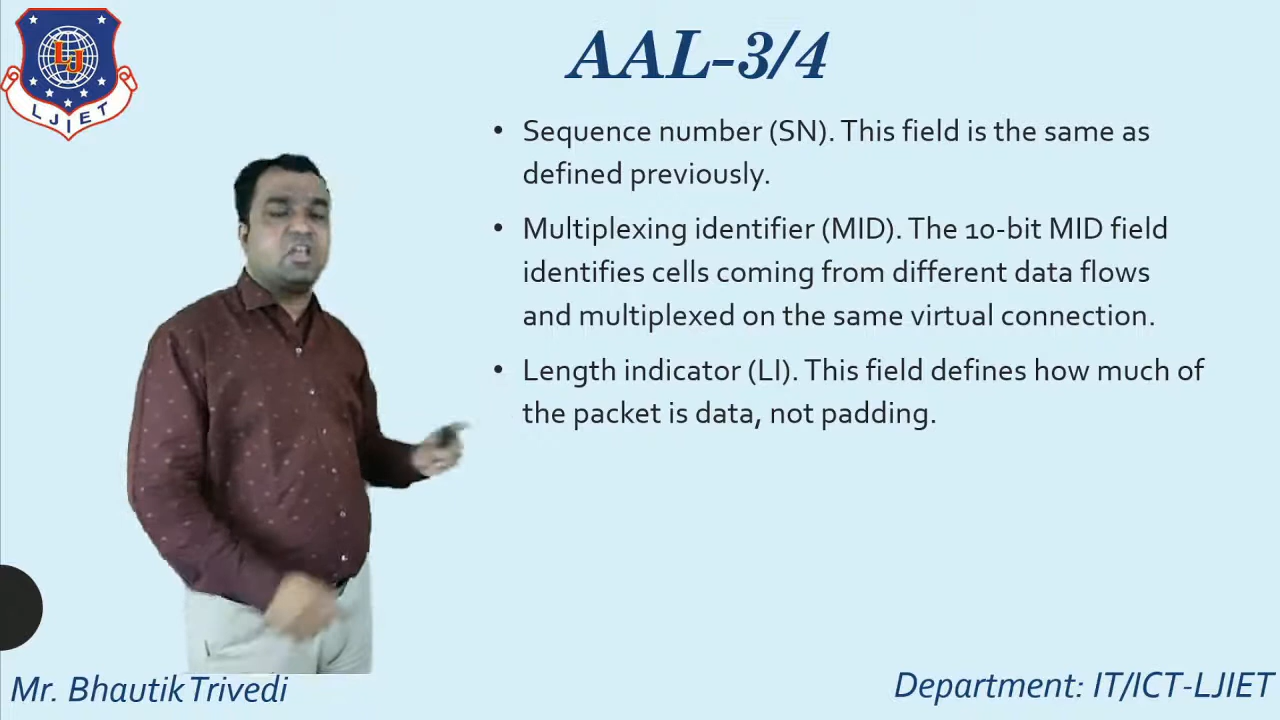 LJ
LJIET
AAL-3/4
• Sequence number (SN). This field is the same as
defined previously.
• Multiplexing identifier (MID). The 10-bit MID field
identifies cells coming from different data flows
and multiplexed on the same virtual connection.
• Length indicator (LI). This field defines how much of
the packet is data, not padding.
Mr. Bhautik Trivedi
Department: IT/ICT-LJIET